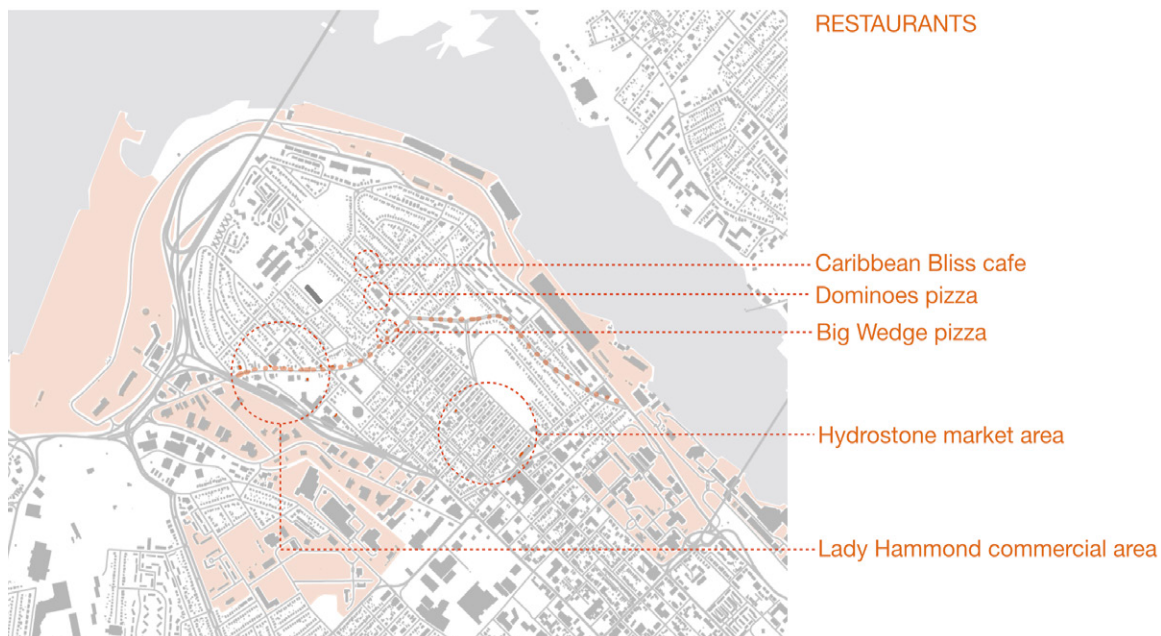 RESTAURANTS
Caribbean Bliss cafe
Dominoes pizza
Big Wedge pizza
Hydrostone market area
Lady Hammond commercial area